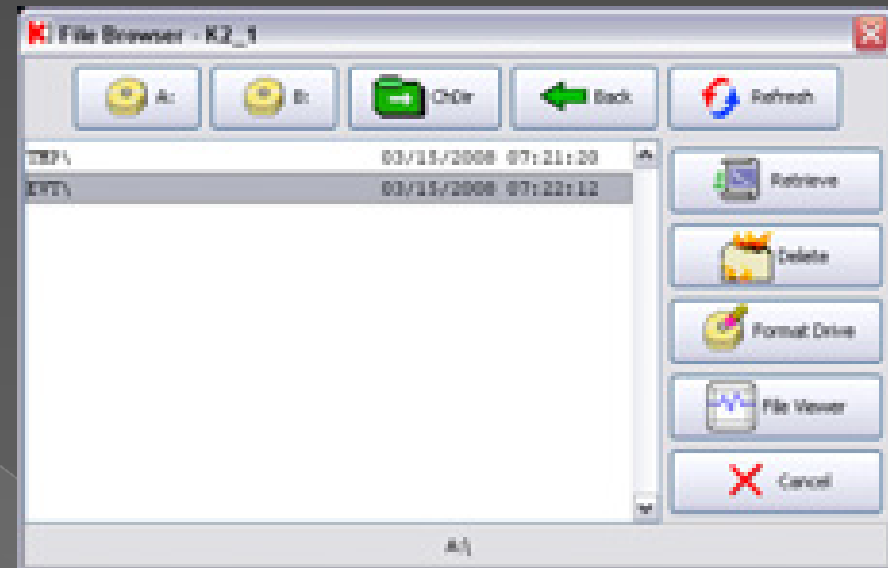 K File Browser - K2_1
A: B: ChDir Back Refresh
TMP\ 03/15/2008 07:21:20
EVT\ 03/15/2008 07:22:12
Retrieve
Delete
Format Drive
File Viewer
Cancel
A:\